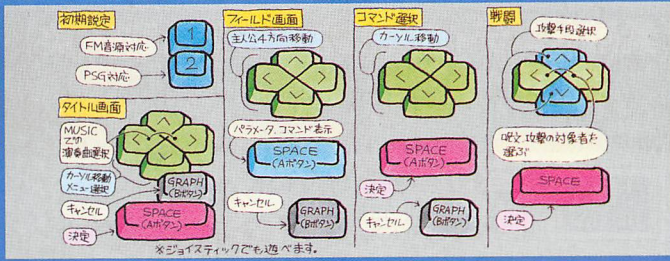 初期設定
FM音源対応
1
PSG対応
2
タイトル画面
MUSIC
での
演奏曲選択
カーソル移動
メニュー選択
GRAPH
(Bボタン)
キャンセル
SPACE
(Aボタン)
決定
フィールド画面
主人公4方向移動
パラメータ、コマンド表示
SPACE
(Aボタン)
キャンセル
GRAPH
(Bボタン)
コマンド選択
カーソル移動
SPACE
(Aボタン)
決定
キャンセル
GRAPH
(Bボタン)
戦闘
攻撃手段選択
呪文攻撃の対象者を
選ぶ
SPACE
決定
※ジョイスティックでも遊べます。